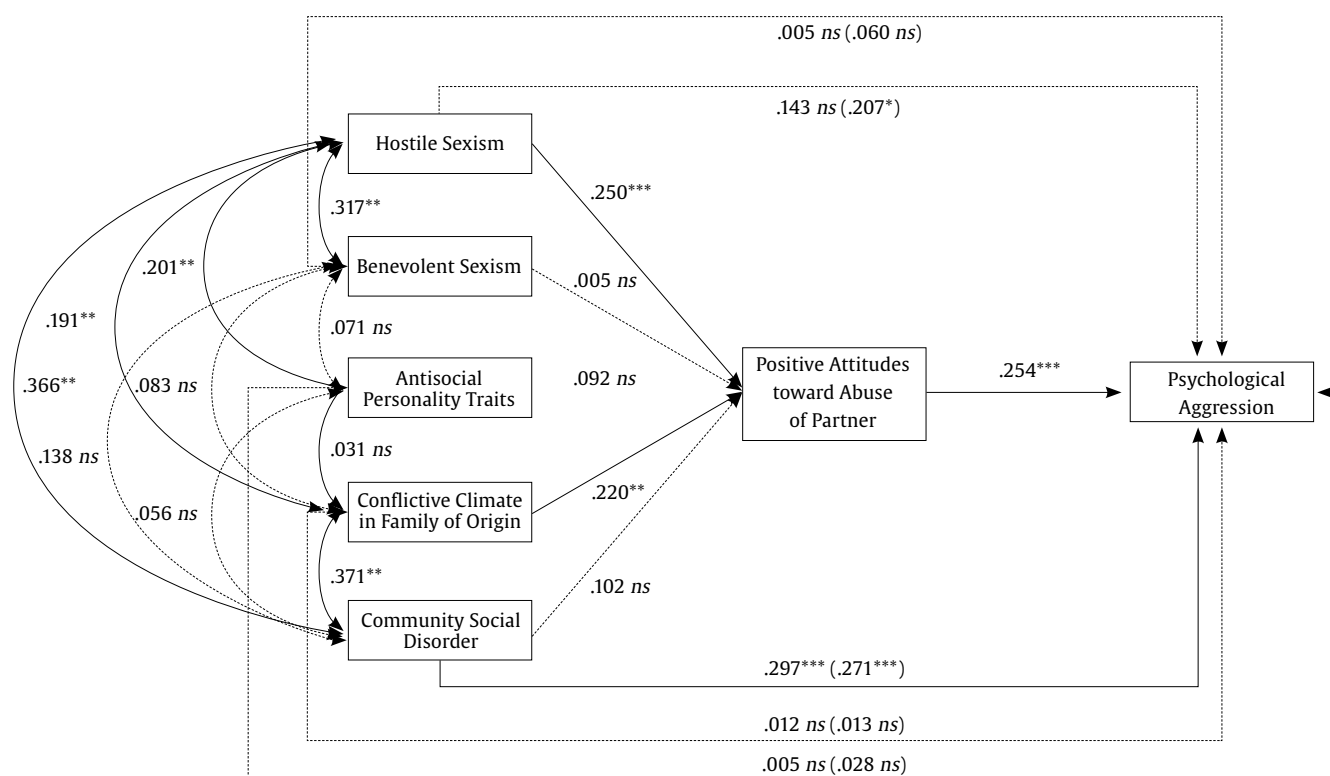 .005 ns (.060 ns)
.143 ns (.207*)
Hostile Sexism
.250***
.317**
Benevolent Sexism
.201**
.005 ns
.191**
.071 ns
.366**
.083 ns
Antisocial
Personality Traits
.092 ns
Positive Attitudes
toward Abuse
of Partner
.254***
Psychological
Aggression
.138 ns
.031 ns
.056 ns
Conflictive Climate
in Family of Origin
.220**
.371**
.102 ns
Community Social
Disorder
.297*** (.271***)
.012 ns (.013 ns)
.005 ns (.028 ns)